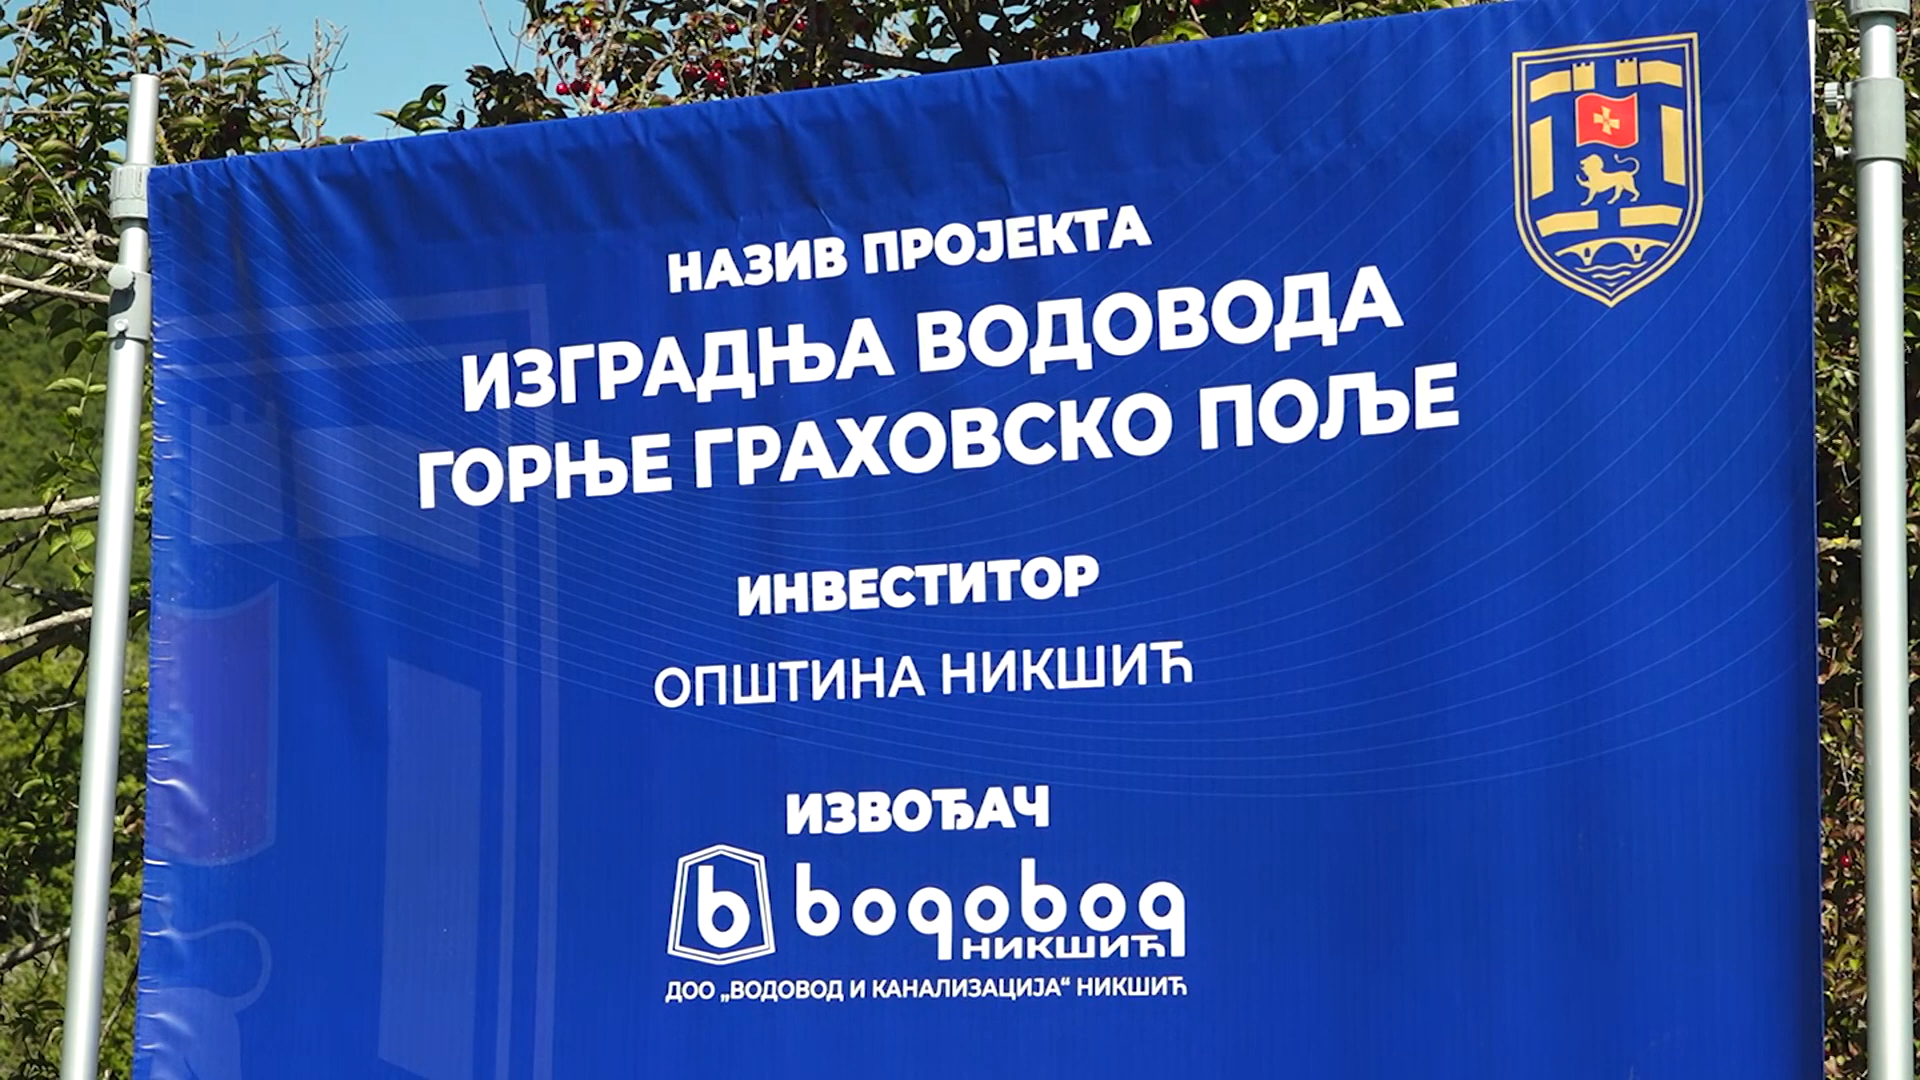 НАЗИВ ПРОЈЕКТА
ИЗГРАДЊА ВОДОВОДА
ГОРЊЕ ГРАХОВСКО ПОЉЕ
ИНВЕСТИТОР
ОПШТИНА НИКШИЋ
ИЗВОЂАЧ
водовод
НИКШИЋ
ДОО „ВОДОВОД И КАНАЛИЗАЦИЈА“ НИКШИЋ